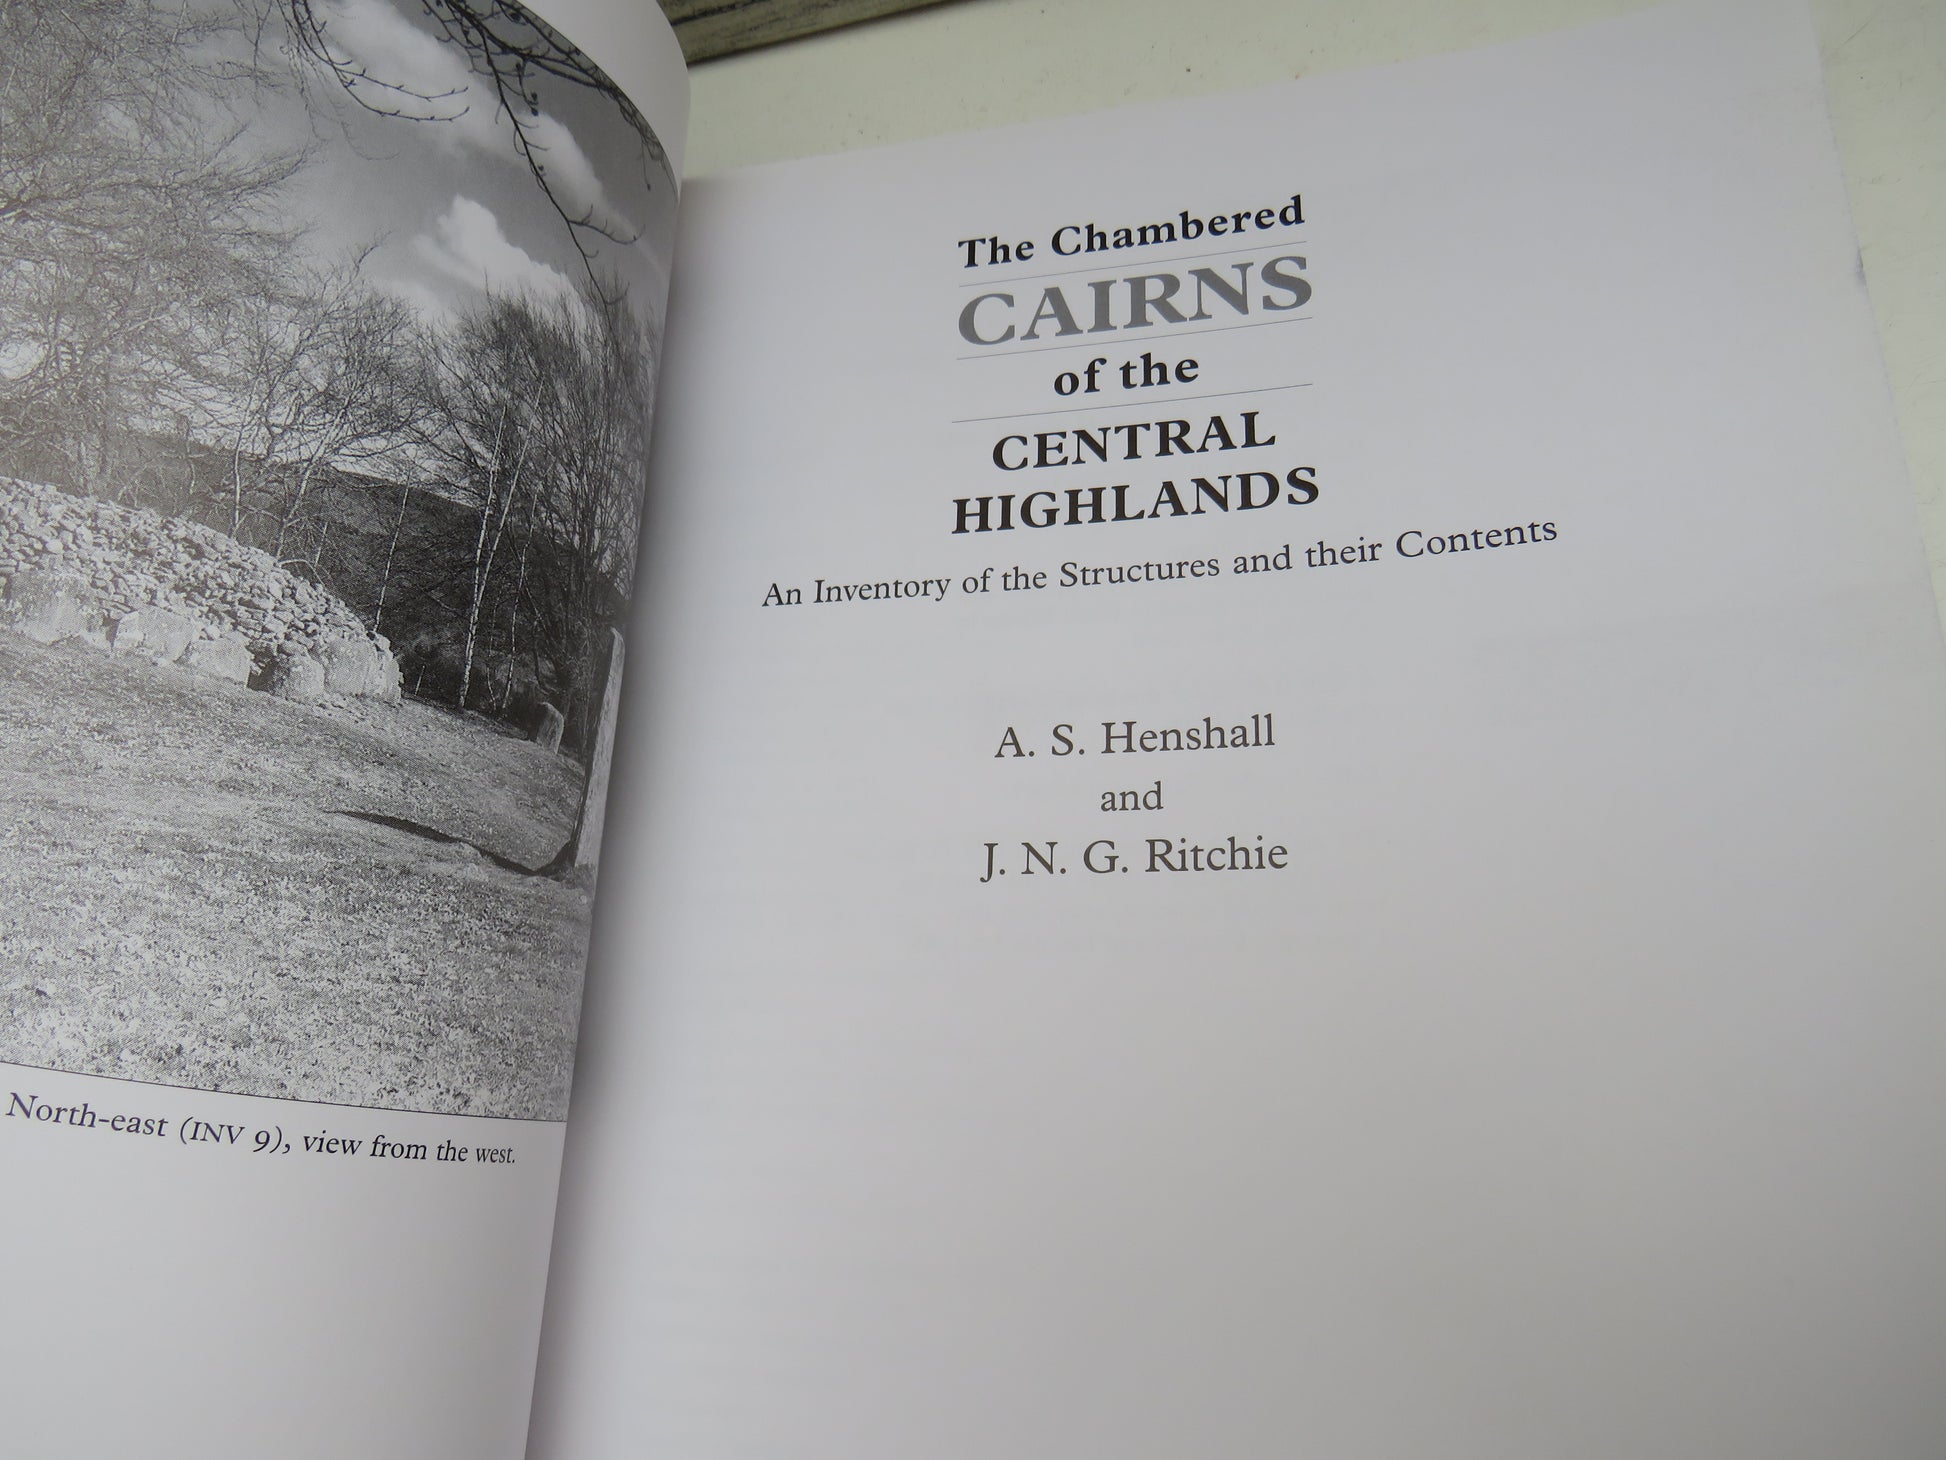 North-east (INV 9), view from the west.
The Chambered
CAIRNS
of the
CENTRAL
HIGHLANDS
An Inventory of the Structures and their Contents
A. S. Henshall
and
J. N. G. Ritchie